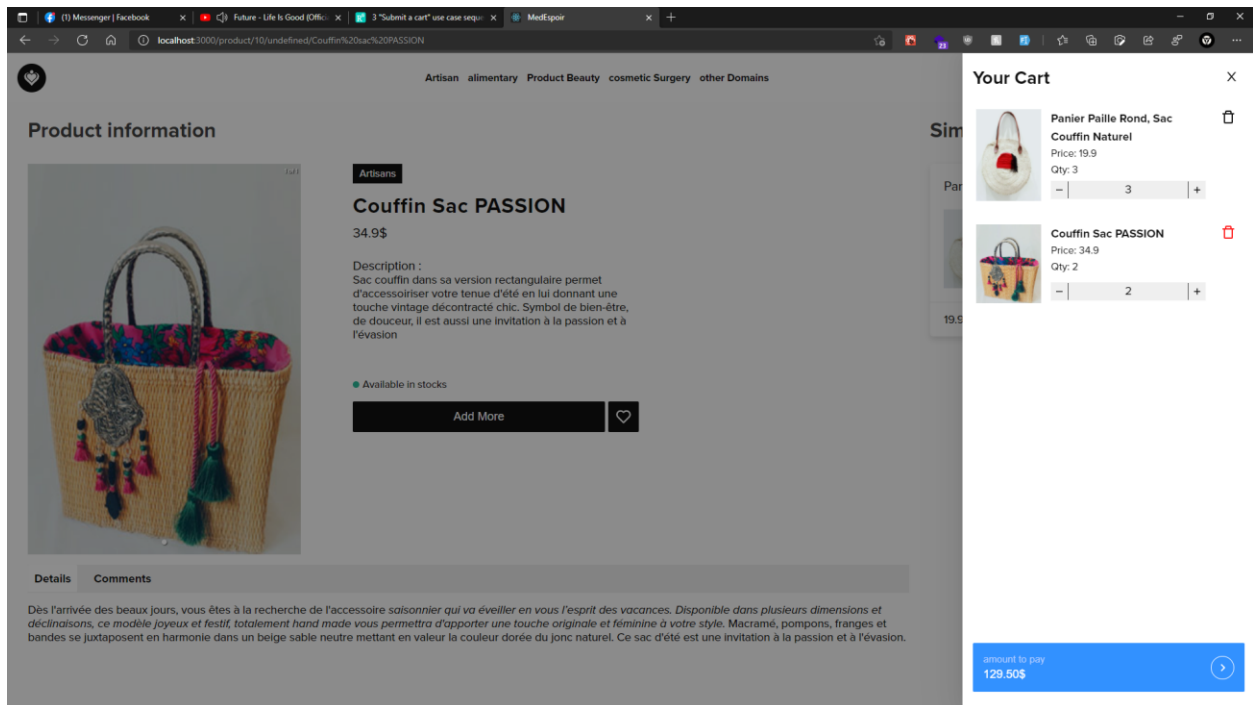 (1) Messenger | Facebook
Future - Life Is Good (Offici
3 "Submit a cart" use case seque
MedEspoir
localhost:3000/product/10/undefined/Couffin%20sac%20PASSION
23
Artisan alimentary Product Beauty cosmetic Surgery other Domains
Product information
Artisans
Couffin Sac PASSION
34.9$
Description :
Sac couffin dans sa version rectangulaire permet
d'accessoiriser votre tenue d'été en lui donnant une
touche vintage décontracté chic. Symbol de bien-être,
de douceur, il est aussi une invitation à la passion et à
l'évasion
Available in stocks
Add More
Sim
Par
19.9
Details Comments
Dès l'arrivée des beaux jours, vous êtes à la recherche de l'accessoire saisonnier qui va éveiller en vous l'esprit des vacances. Disponible dans plusieurs dimensions et
déclinaisons, ce modèle joyeux et festif, totalement hand made vous permettra d'apporter une touche originale et féminine à votre style. Macramé, pompons, franges et
bandes se juxtaposent en harmonie dans un beige sable neutre mettant en valeur la couleur dorée du jonc naturel. Ce sac d'été est une invitation à la passion et à l'évasion.
Your Cart
X
Panier Paille Rond, Sac
Couffin Naturel
Price: 19.9
Qty: 3
− 3 +
Couffin Sac PASSION
Price: 34.9
Qty: 2
− 2 +
amount to pay
129.50$